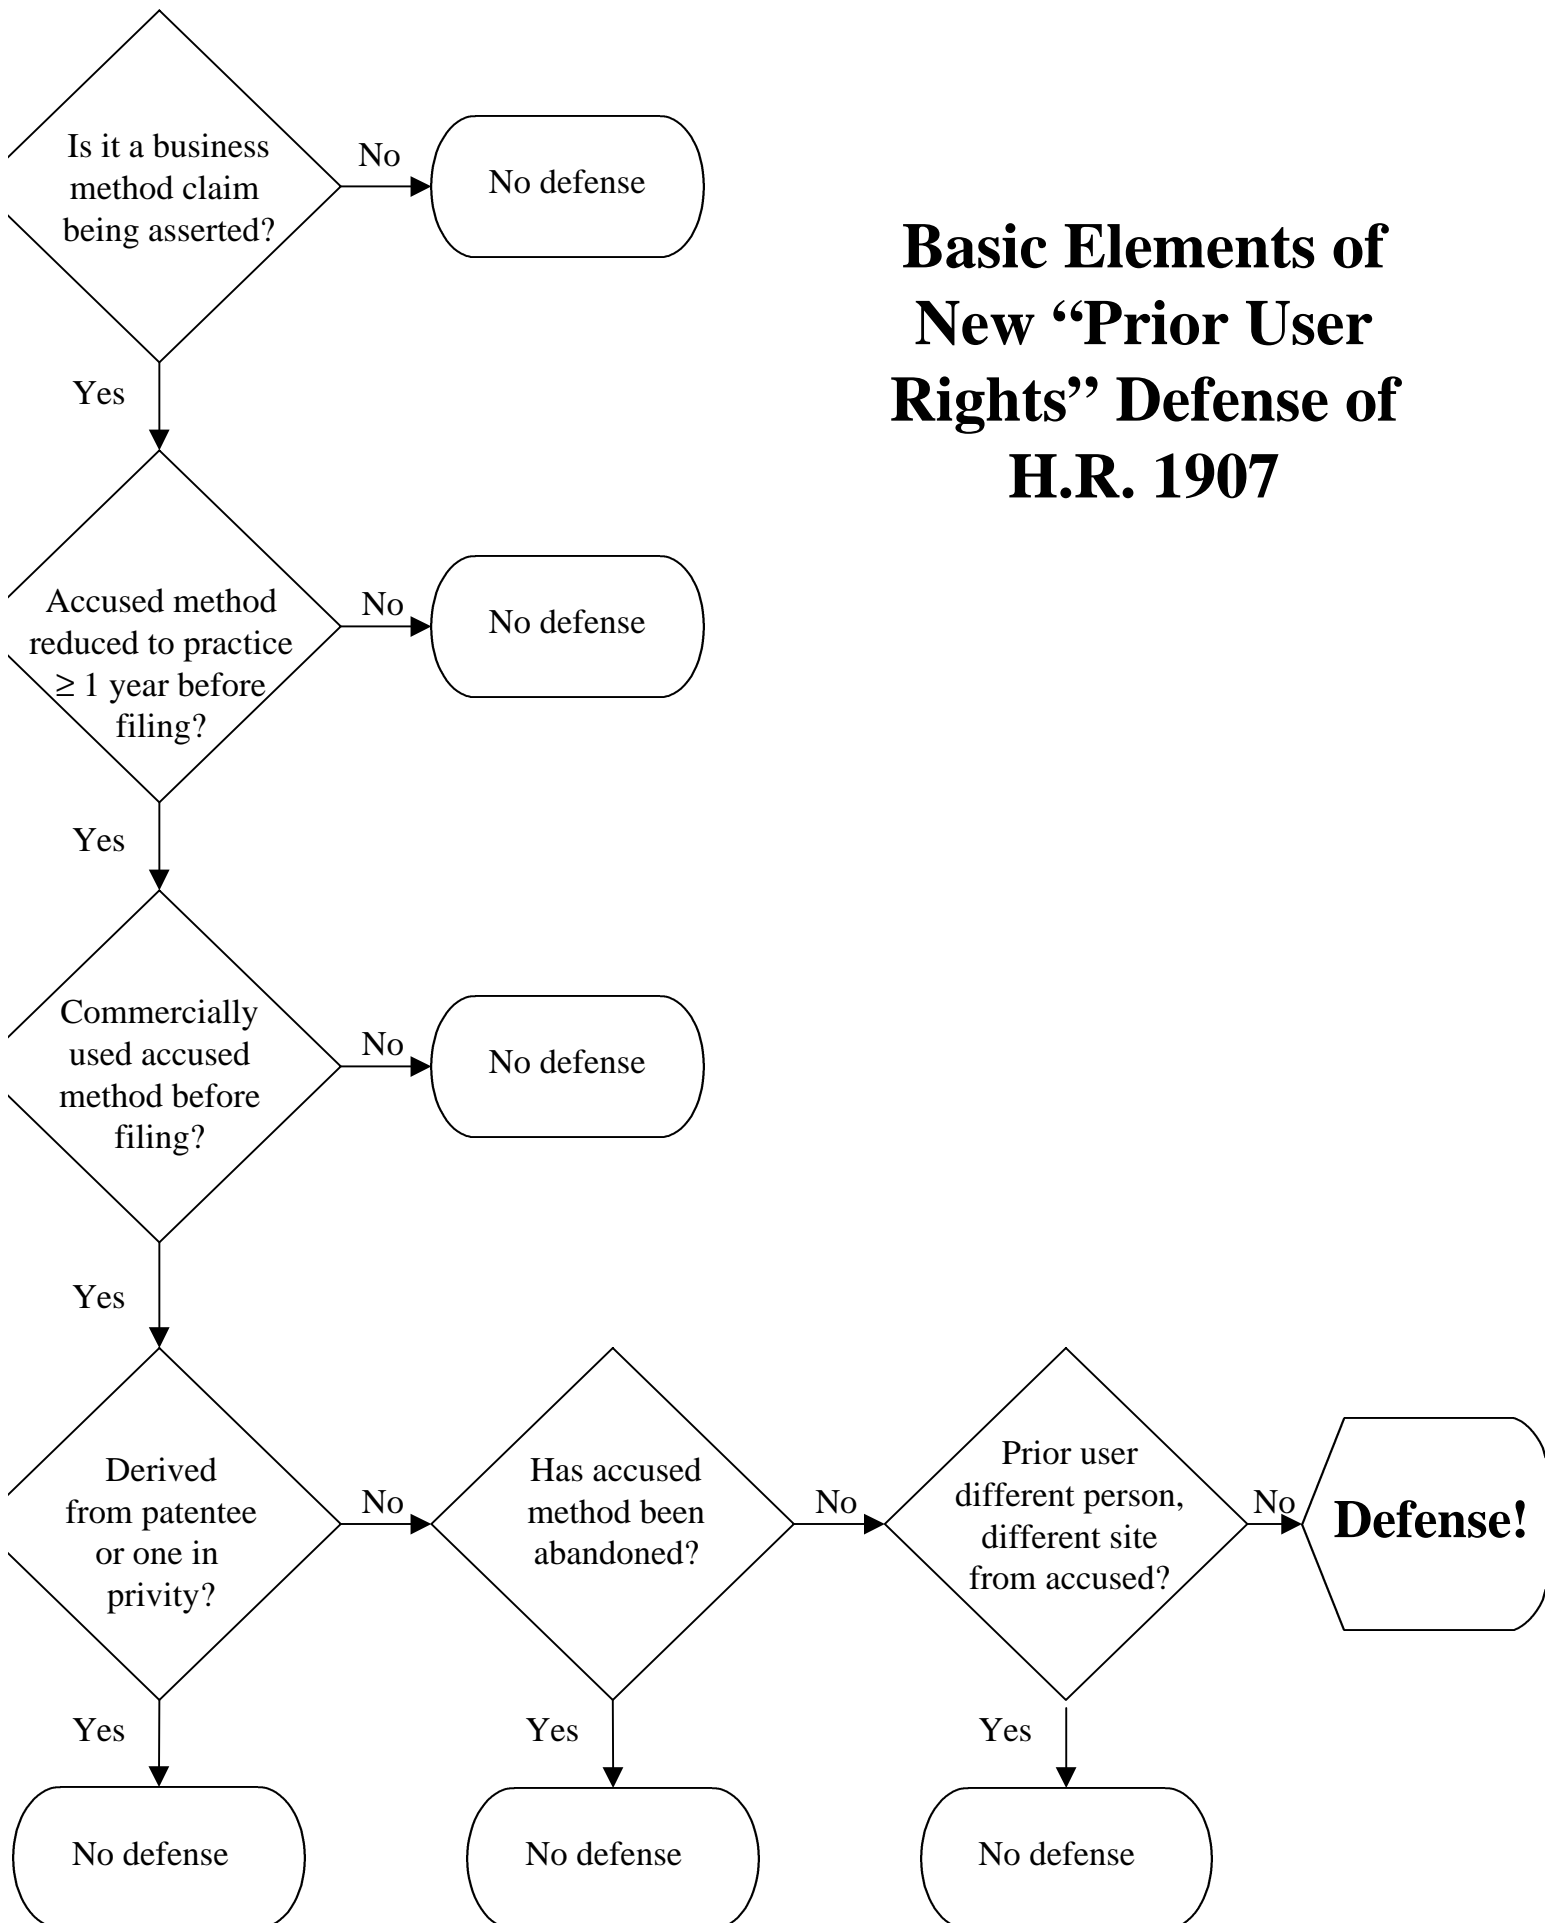 Is it a business
method claim
being asserted?
No
No defense
Basic Elements of
New “Prior User
Rights” Defense of
H.R. 1907
Yes
Accused method
reduced to practice
≥ 1 year before
filing?
No
No defense
Yes
Commercially
used accused
method before
filing?
No
No defense
Yes
Derived
from patentee
or one in
privity?
No
Has accused
method been
abandoned?
No
Prior user
different person,
different site
from accused?
No
Defense!
Yes
No defense
Yes
No defense
Yes
No defense